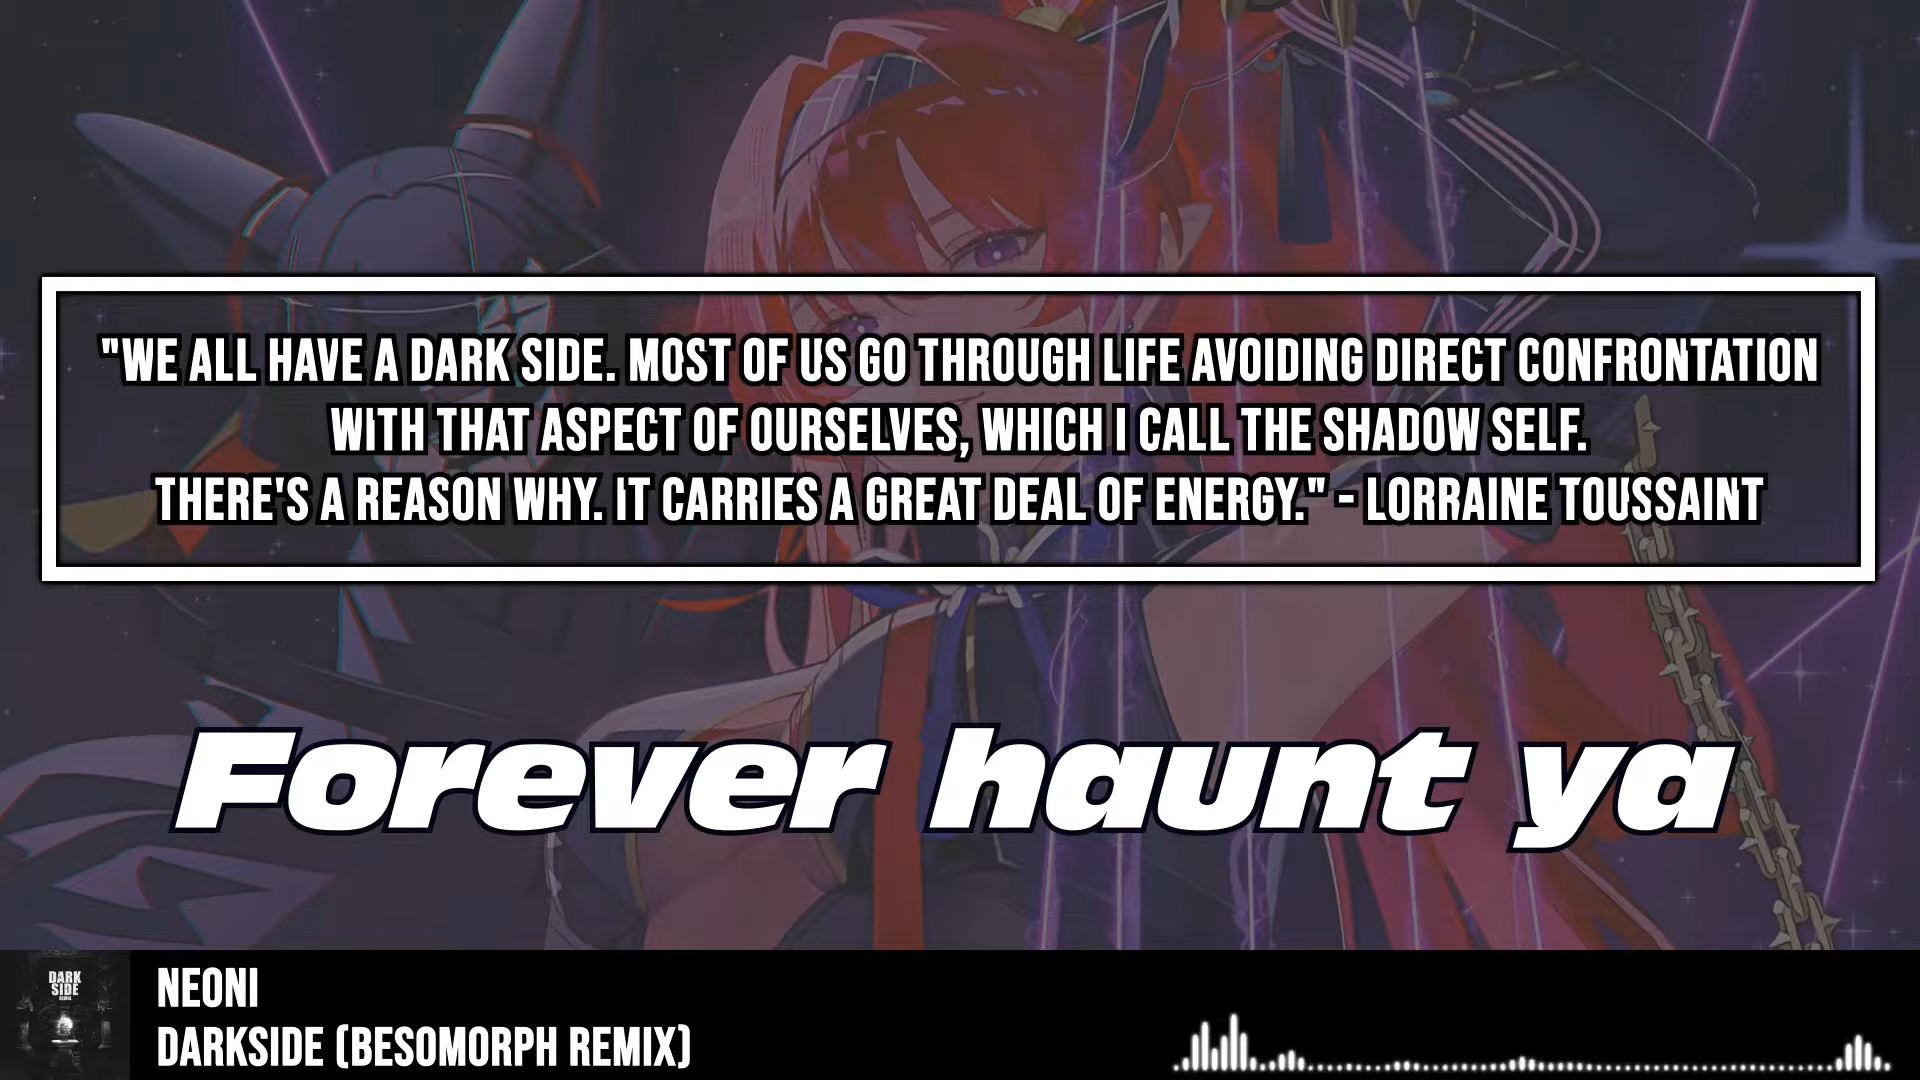 "WE ALL HAVE A DARK SIDE. MOST OF US GO THROUGH LIFE AVOIDING DIRECT CONFRONTATION
WITH THAT ASPECT OF OURSELVES, WHICH I CALL THE SHADOW SELF.
THERE'S A REASON WHY. IT CARRIES A GREAT DEAL OF ENERGY." - LORRAINE TOUSSAINT
Forever haunt ya
DARK
SIDE
NEONI
DARKSIDE (BESOMORPH REMIX)